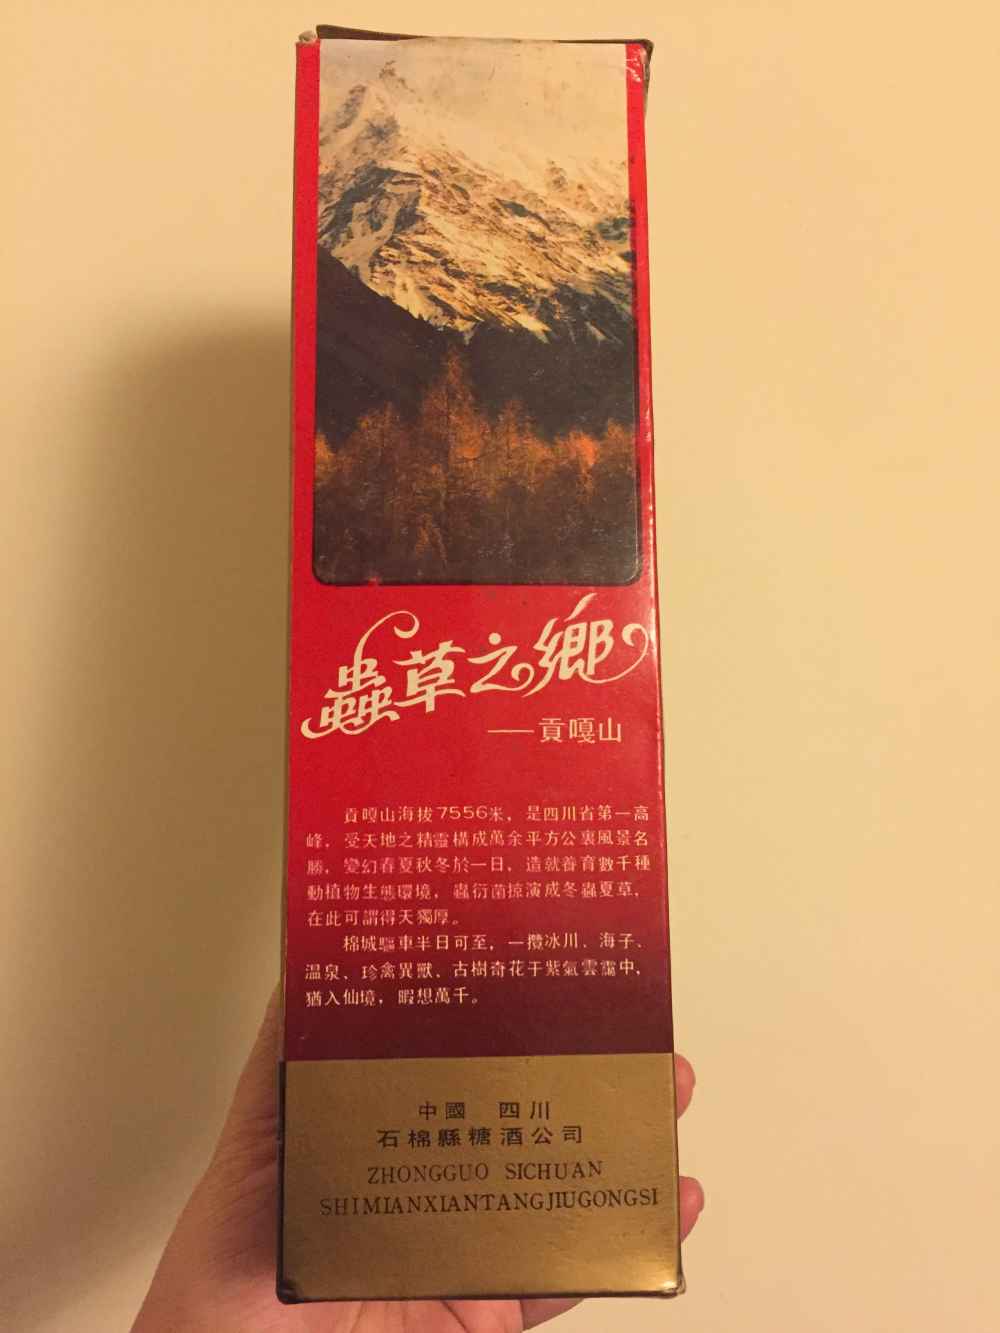 蟲草之鄉
——貢嘎山
貢嘎山海拔7556米，是四川省第一高
峰，受天地之精靈構成萬余平方公裏風景名
勝，變幻春夏秋冬於一日，造就養育數千種
動植物生態環境，蟲衍菌掠演成冬蟲夏草，
在此可謂得天獨厚。
棉城驅車半日可至，一攬冰川、海子、
溫泉、珍禽異獸、古樹奇花于紫氣雲靄中，
猶入仙境，暇想萬千。
中國 四川
石棉縣糖酒公司
ZHONGGUO SICHUAN
SHIMIANXIANTANGJIUGONGSI